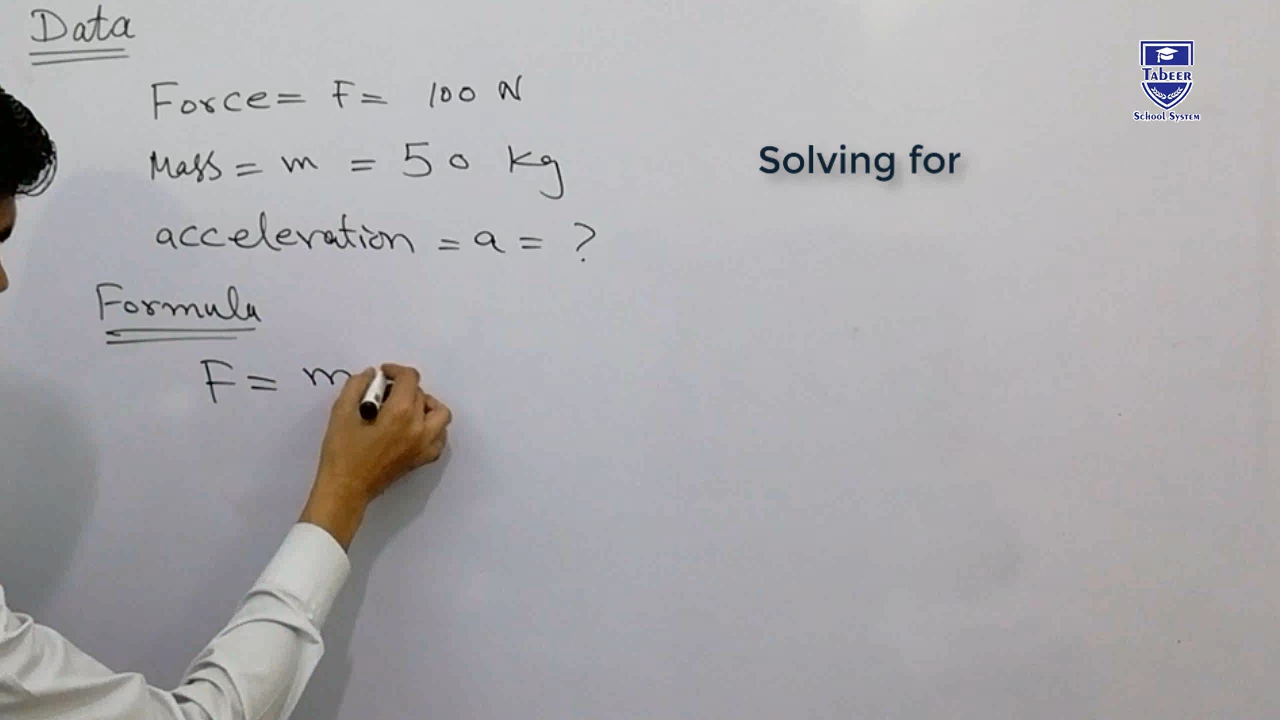 Data
Force = F = 100 N
Mass = m = 50 kg
acceleration = a = ?
Formula
F = m
Solving for
TABEER
SCHOOL SYSTEM